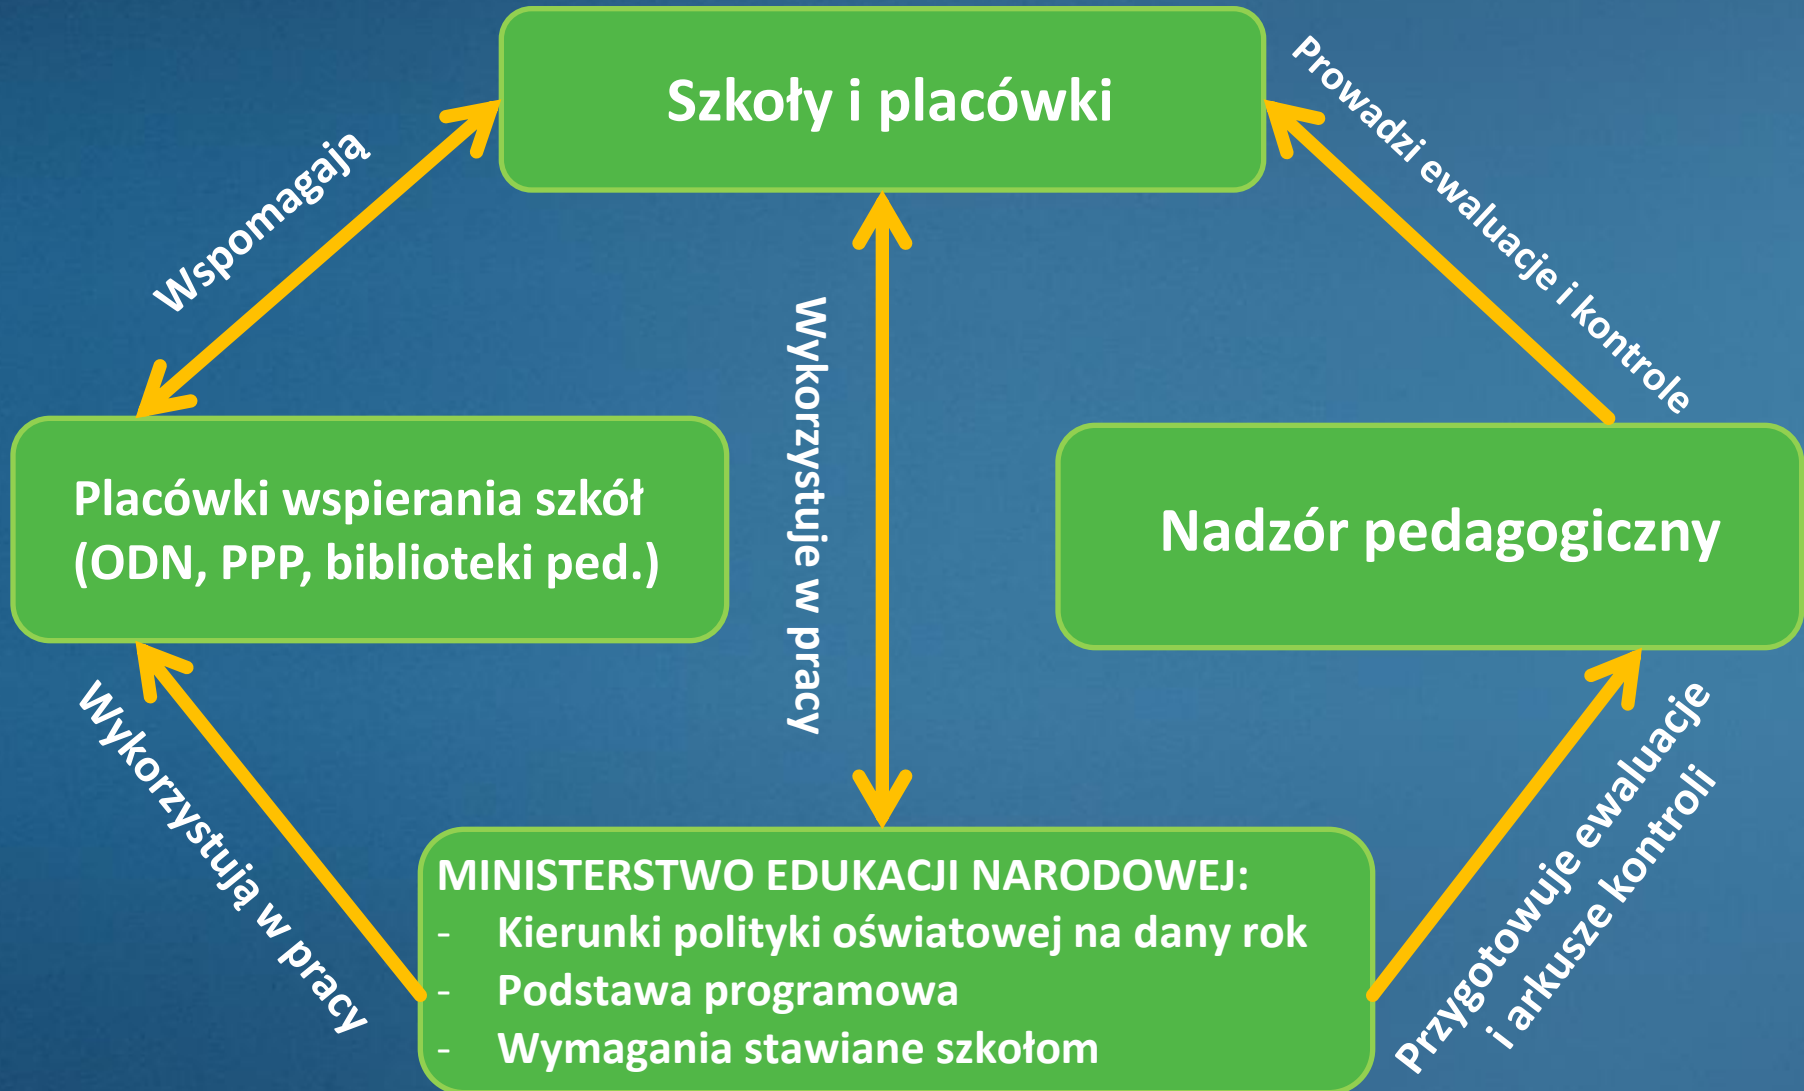 Szkoły i placówki
Prowadzi ewaluacje i kontrole
Wspomagają
Wykorzystuje w pracy
Placówki wspierania szkół
(ODN, PPP, biblioteki ped.)
Nadzór pedagogiczny
Wykorzystują w pracy
MINISTERSTWO EDUKACJI NARODOWEJ:
- Kierunki polityki oświatowej na dany rok
- Podstawa programowa
- Wymagania stawiane szkołom
Przygotowuje ewaluacje
i arkusze kontroli